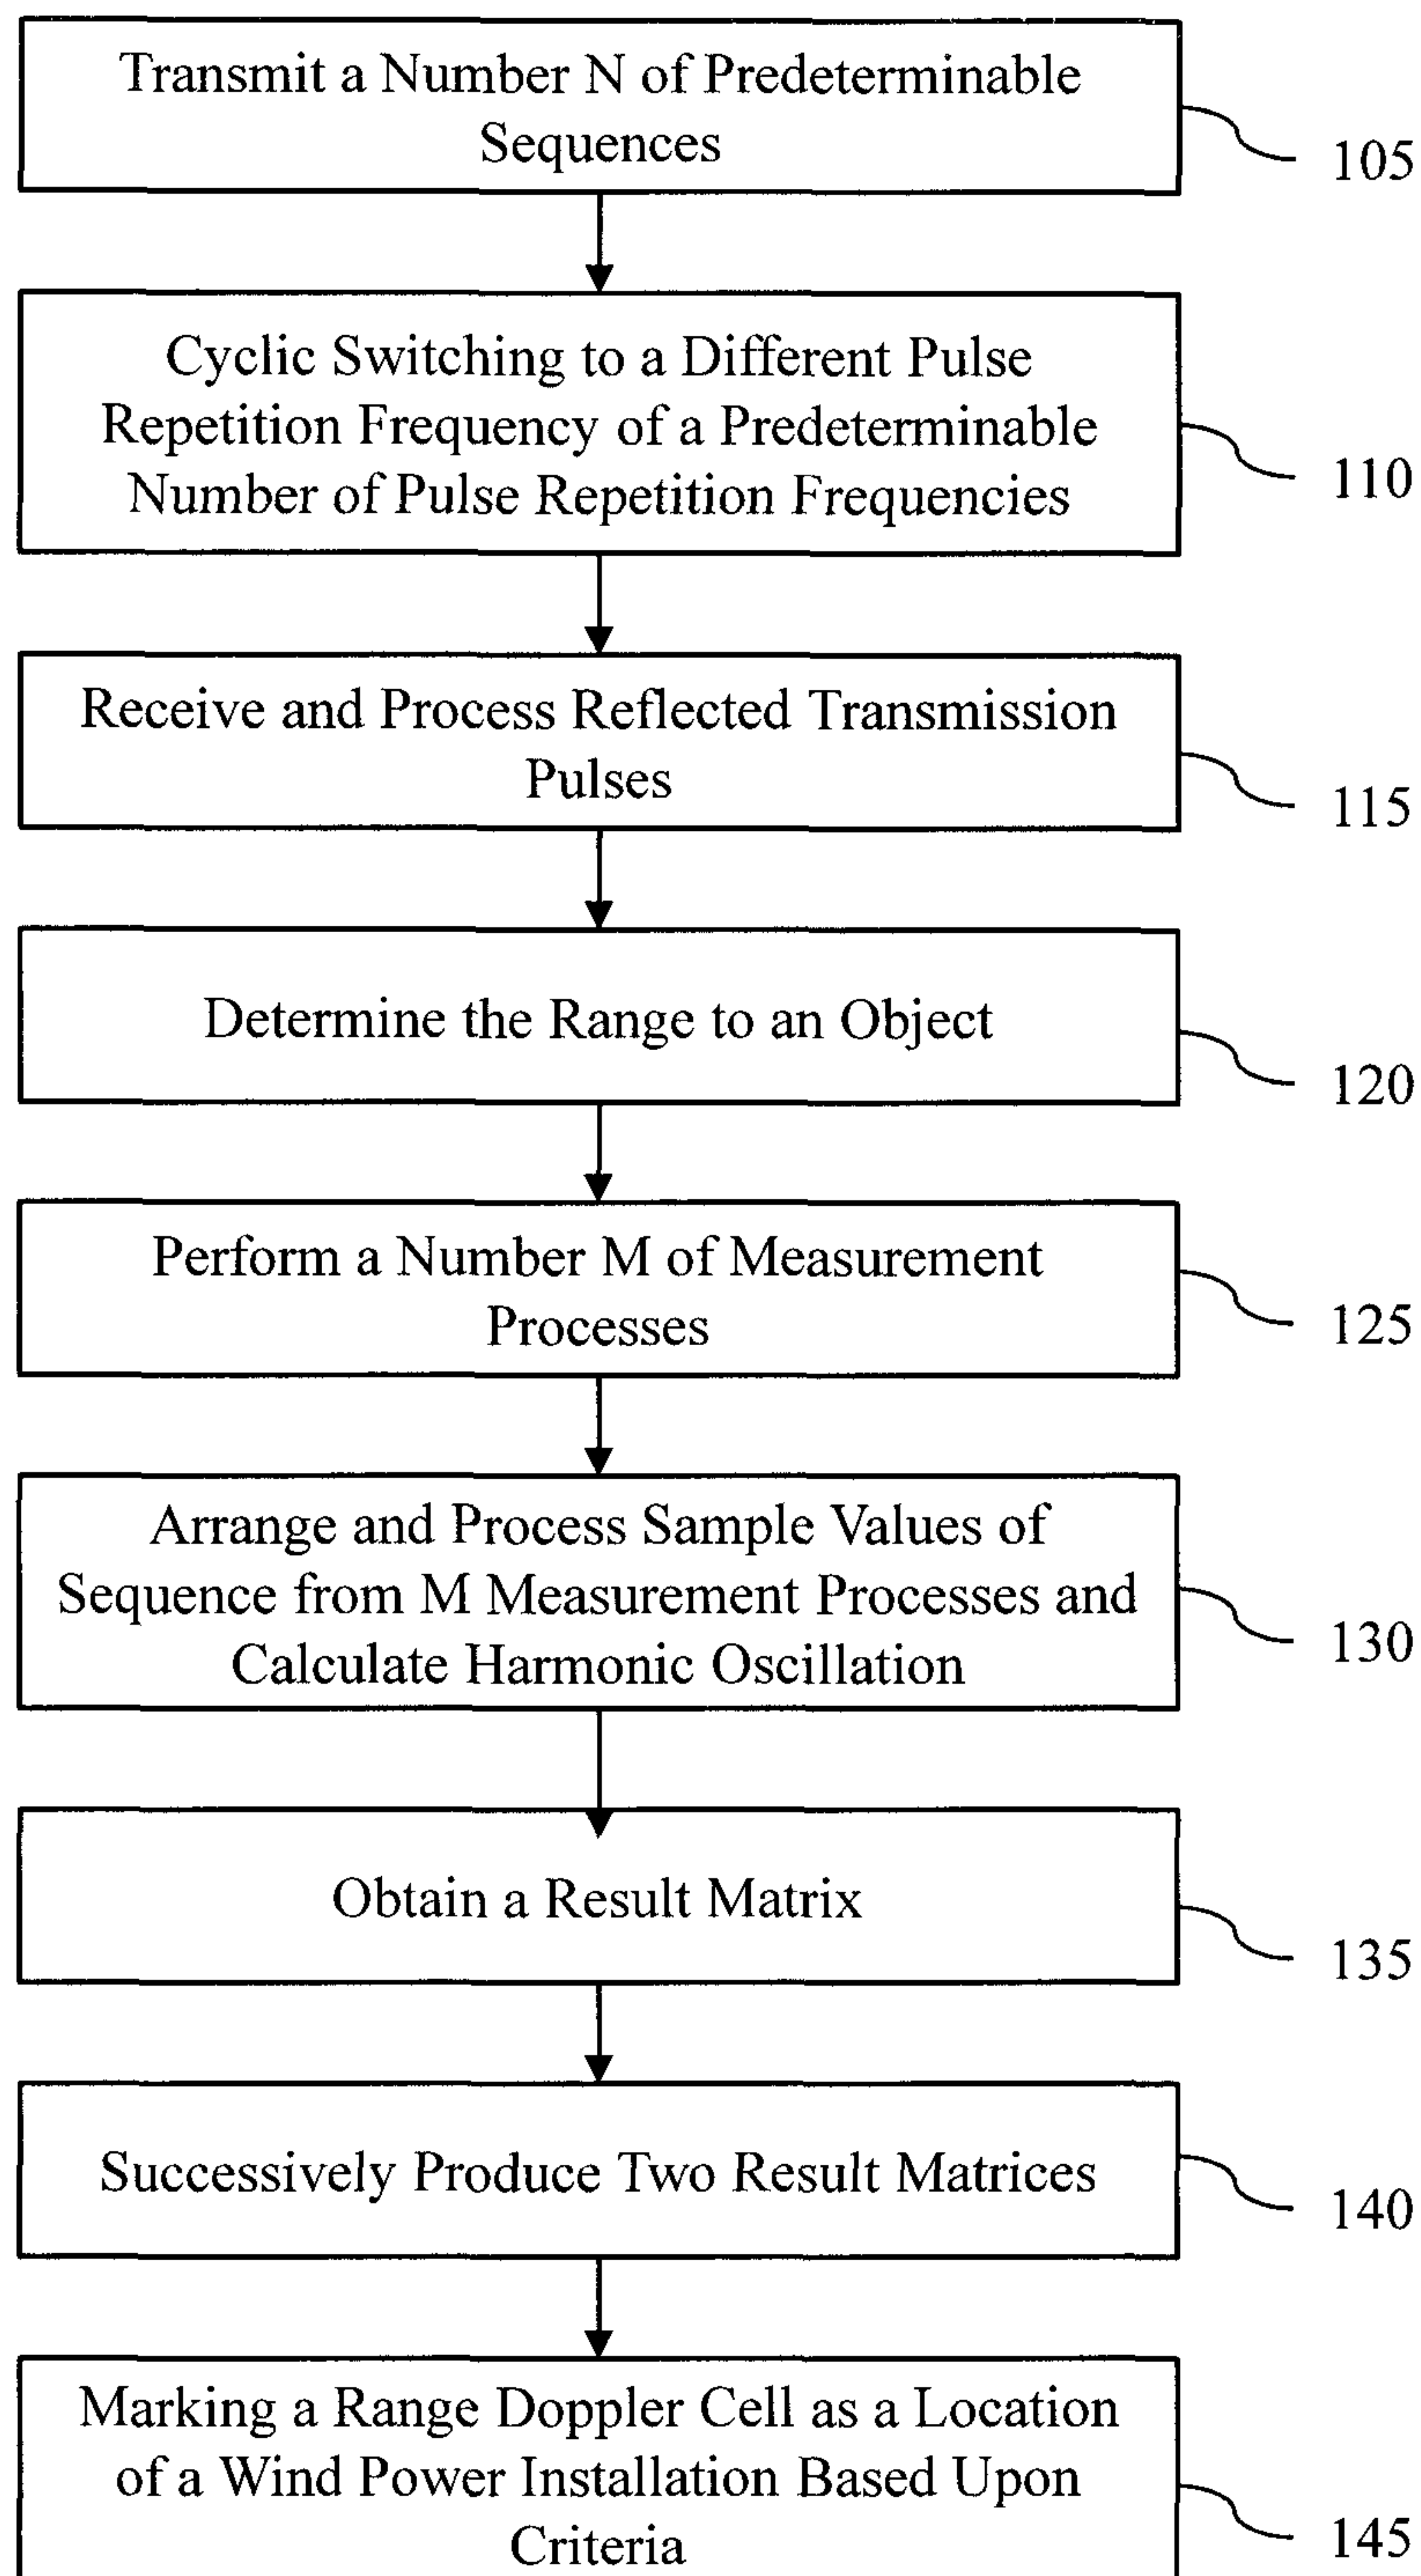 Transmit a Number N of Predeterminable
Sequences
105
Cyclic Switching to a Different Pulse
Repetition Frequency of a Predeterminable
Number of Pulse Repetition Frequencies
110
Receive and Process Reflected Transmission
Pulses
115
Determine the Range to an Object
120
Perform a Number M of Measurement
Processes
125
Arrange and Process Sample Values of
Sequence from M Measurement Processes and
Calculate Harmonic Oscillation
130
Obtain a Result Matrix
135
Successively Produce Two Result Matrices
140
Marking a Range Doppler Cell as a Location
of a Wind Power Installation Based Upon
Criteria
145